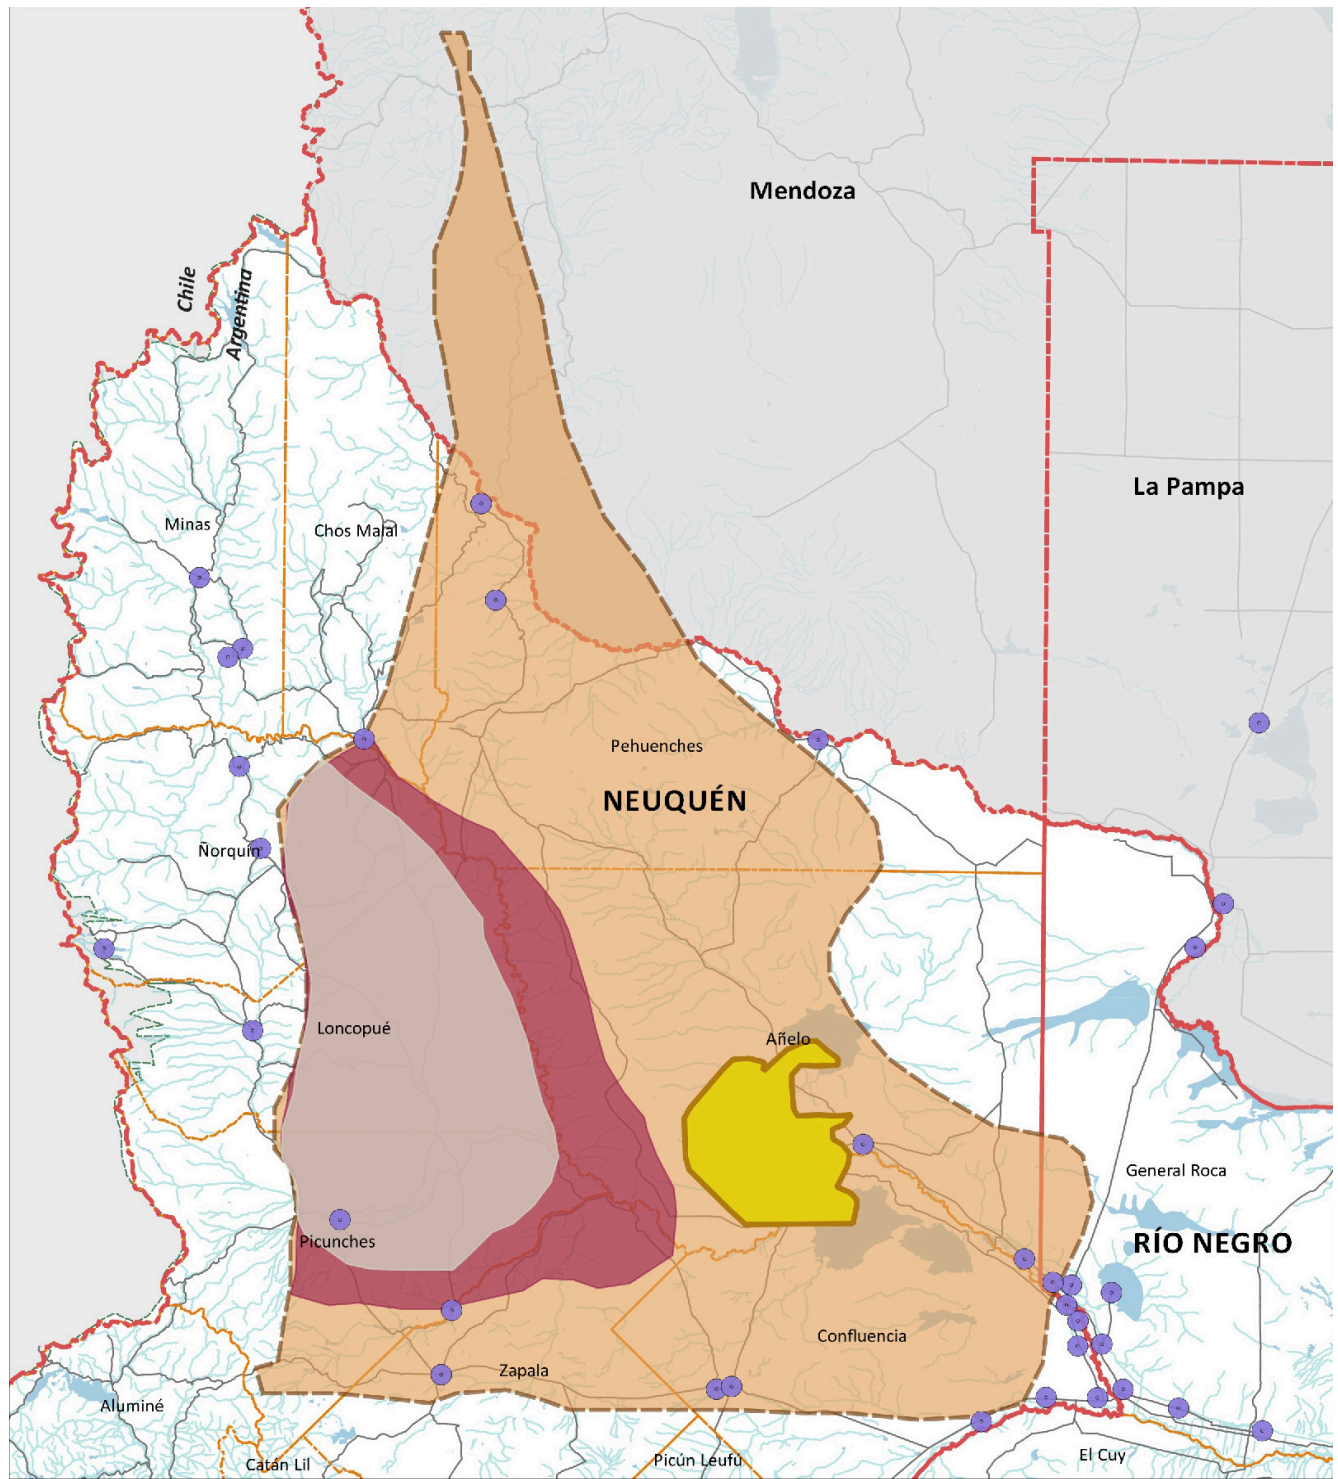 Mendoza
Chile
Argentina
La Pampa
Minas
Chos Malal
Pehuenches
NEUQUÉN
Ñorquín
Loncopué
Añelo
General Roca
Picunches
RÍO NEGRO
Confluencia
Zapala
Aluminé
Catán Lil
Picún Leufú
El Cuy